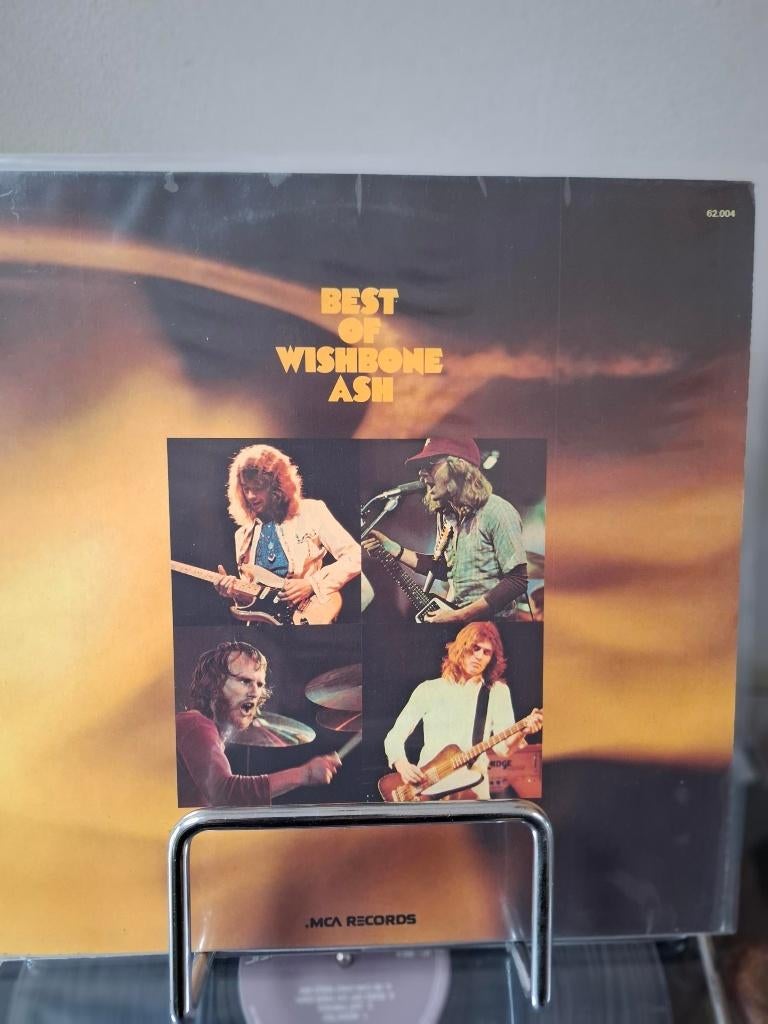 62.004
BEST
OF
WISHBONE
ASH
.MCA RECORDS